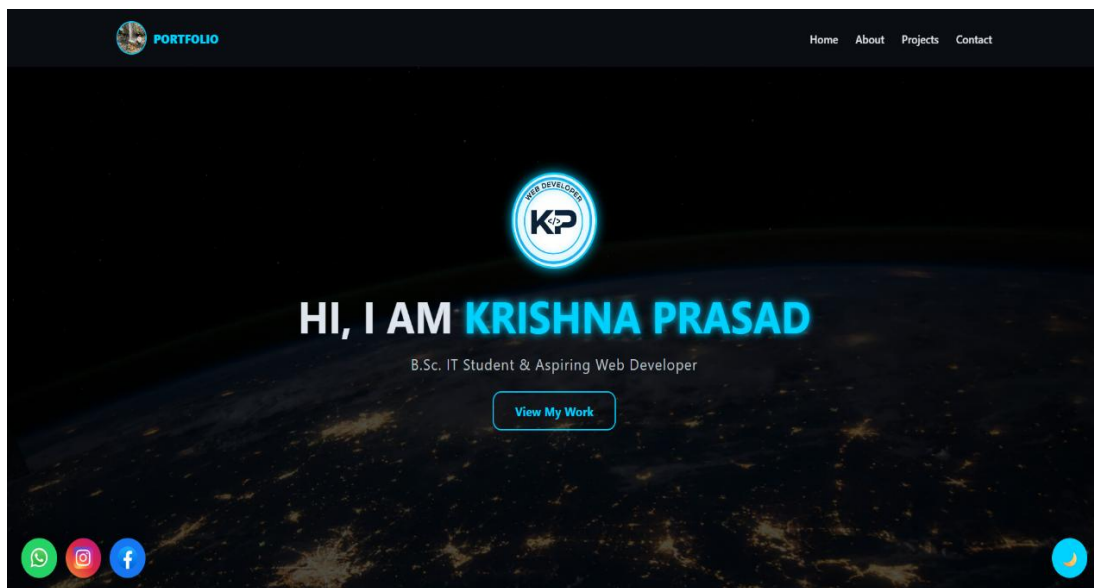 PORTFOLIO
Home About Projects Contact
WEB DEVELOPER
K</>P
HI, I AM KRISHNA PRASAD
B.Sc. IT Student & Aspiring Web Developer
View My Work